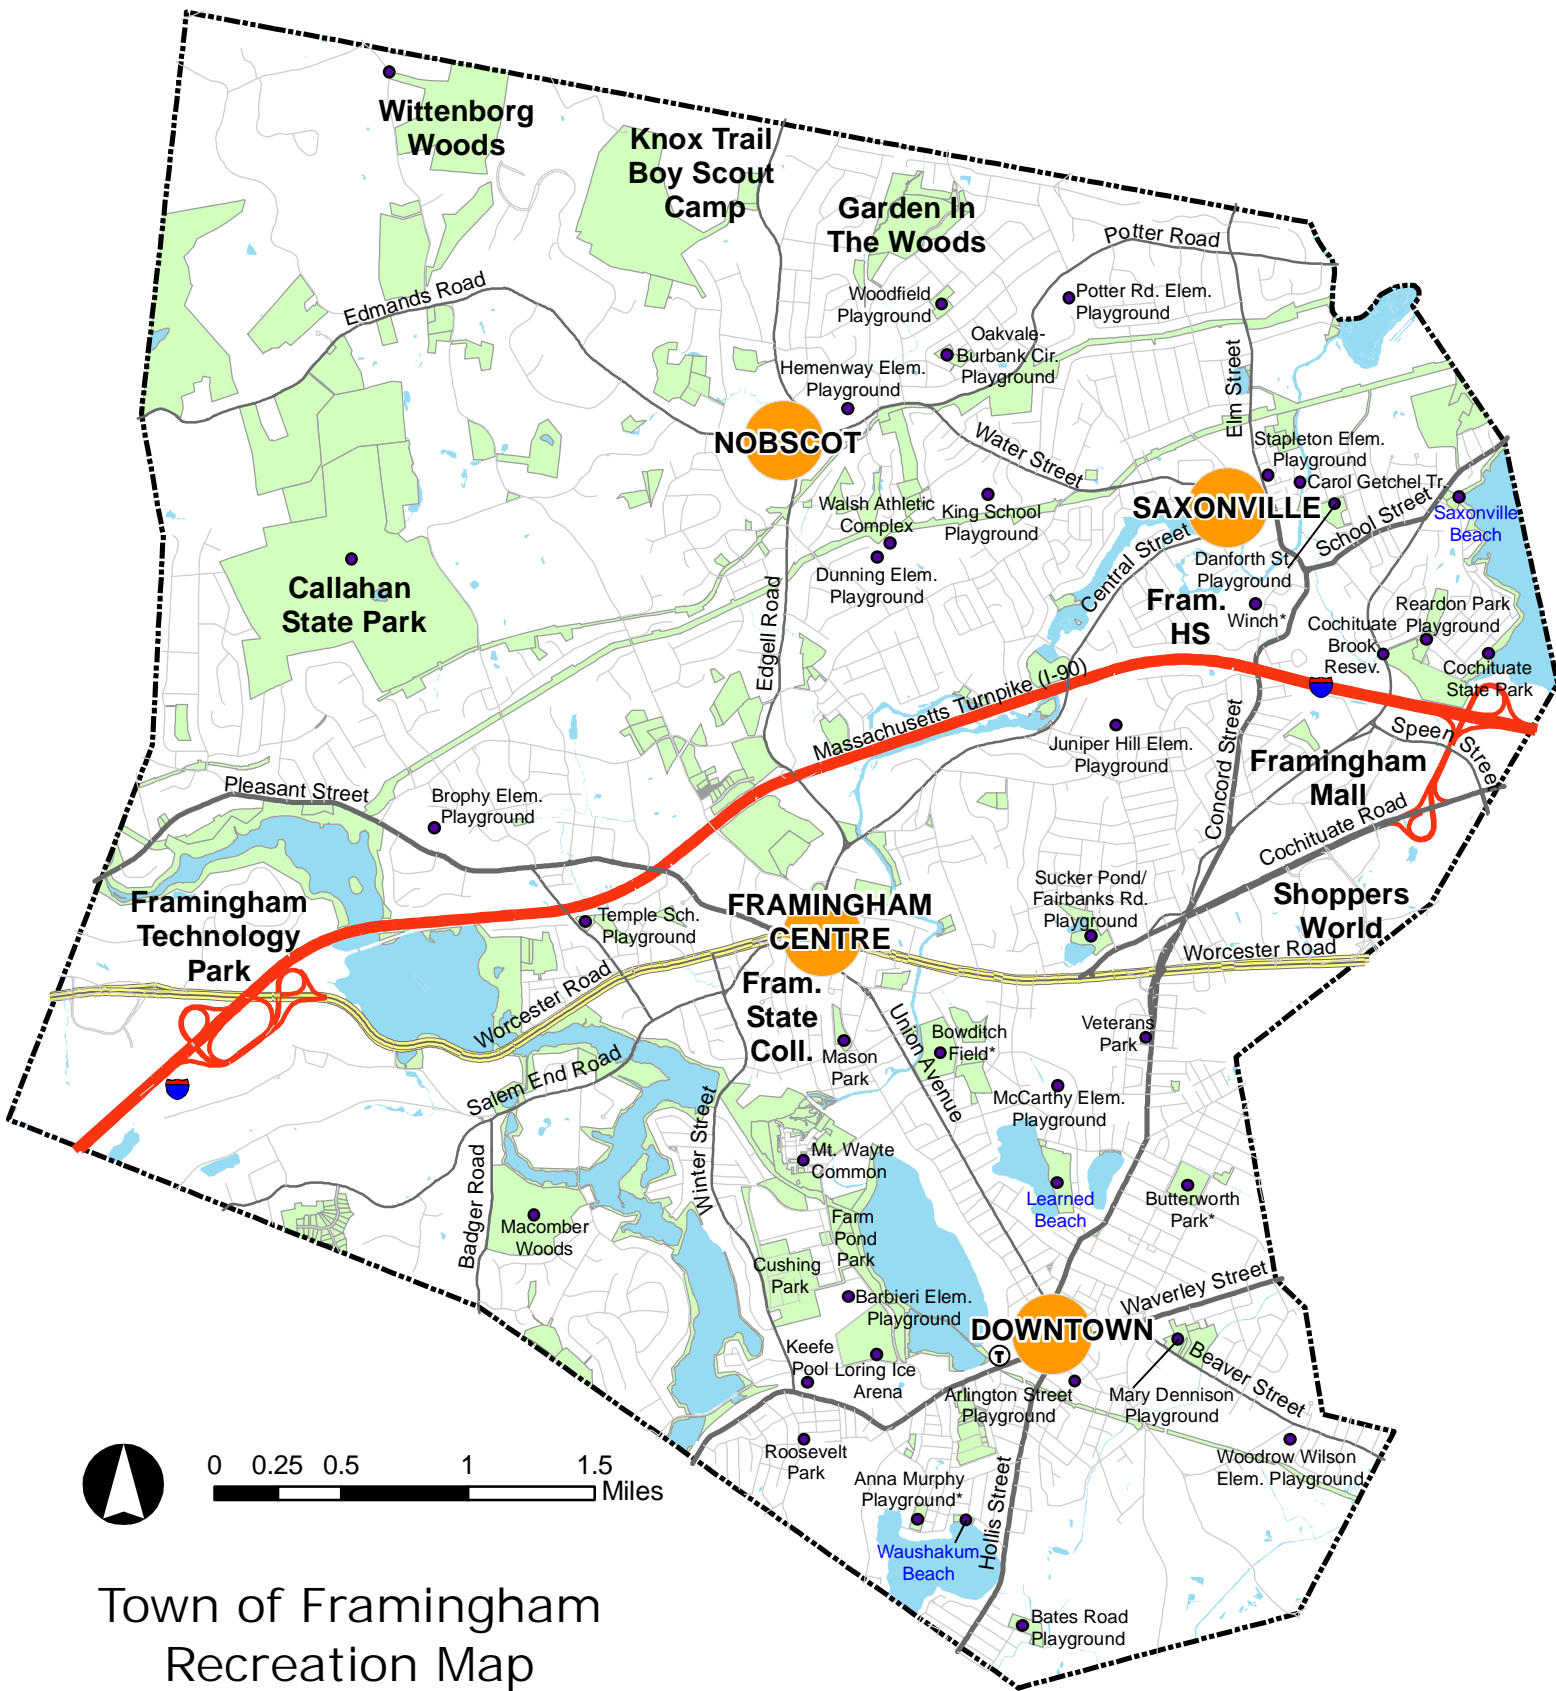 Wittenborg
Woods
Knox Trail
Boy Scout
Camp
Garden In
The Woods
Potter Road
Edmands Road
Woodfield
Playground
Potter Rd. Elem.
Playground
Oakvale-
Burbank Cir.
Playground
Hemenway Elem.
Playground
Elm Street
NOBSCOT
Water Street
Stapleton Elem.
Playground
Carol Getchel Tr.
Walsh Athletic
Complex
King School
Playground
SAXONVILLE
School Street
Saxonville
Beach
Central Street
Danforth St.
Playground
Callahan
State Park
Dunning Elem.
Playground
Edgell Road
Fram.
HS
Winch*
Reardon Park
Playground
Cochituate
Brook
Resev.
Cochituate
State Park
Massachusetts Turnpike (I-90)
Juniper Hill Elem.
Playground
Concord Street
Speen Street
Framingham
Mall
Pleasant Street
Brophy Elem.
Playground
Cochituate Road
Framingham
Technology
Park
Temple Sch.
Playground
FRAMINGHAM
CENTRE
Sucker Pond/
Fairbanks Rd.
Playground
Shoppers
World
Worcester Road
Worcester Road
Fram.
State
Coll.
Mason
Park
Union Avenue
Bowditch
Field*
Veterans
Park
Salem End Road
McCarthy Elem.
Playground
Winter Street
Badger Road
Macomber
Woods
Mt. Wayte
Common
Learned
Beach
Butterworth
Park*
Farm
Pond
Park
Cushing
Park
Barbieri Elem.
Playground
Waverley Street
DOWNTOWN
T
Keefe
Pool
Loring Ice
Arena
Arlington Street
Playground
Mary Dennison
Playground
Beaver Street
Roosevelt
Park
Woodrow Wilson
Elem. Playground
Anna Murphy
Playground*
Hollis Street
Waushakum
Beach
Bates Road
Playground
0 0.25 0.5 1 1.5
Miles
Town of Framingham
Recreation Map